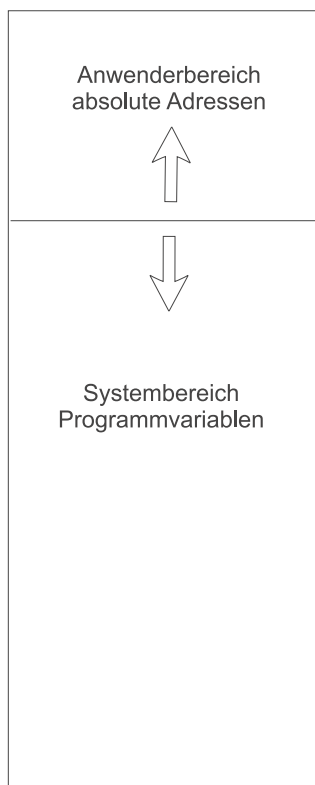 Anwenderbereich
absolute Adressen
Systembereich
Programmvariablen